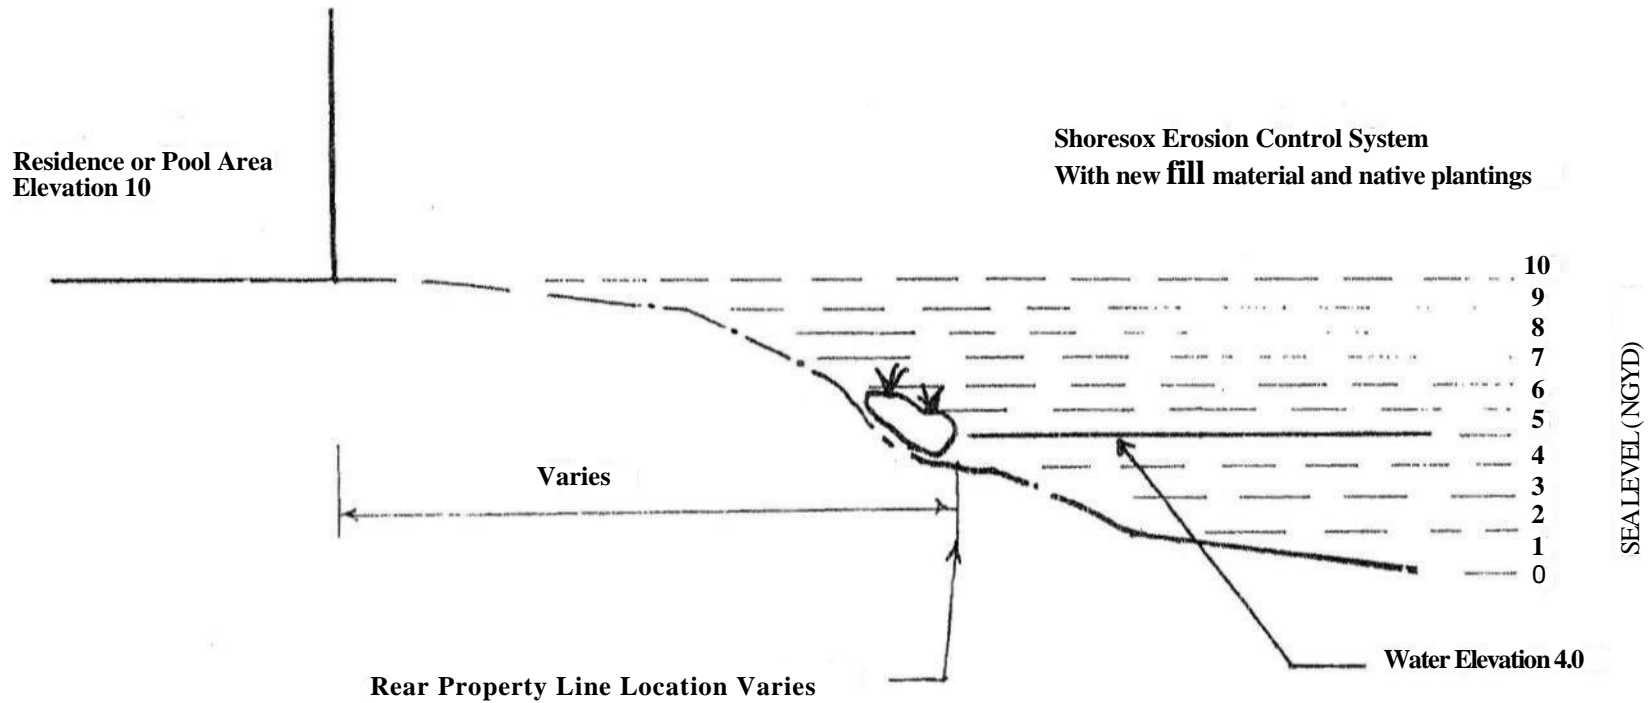 Shoresox Erosion Control System
With new fill material and native plantings
Residence or Pool Area
Elevation 10
10
9
8
7
6
5
4
3
2
1
0
SEA LEVEL (NGYD)
Varies
Water Elevation 4.0
Rear Property Line Location Varies